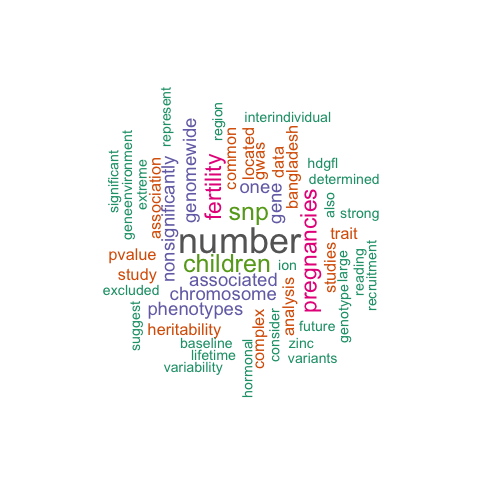 represent
region
interindividual
significant
geneenvironment
extreme
association
nonsignificantly
genomewide
fertility
common
located
gwas
data
bangladesh
hdgfl
determined
one
gene
also
strong
snp
number
pregnancies
trait
studies
large
reading
recruitment
genotype
pvalue
study
excluded
children
ion
associated
chromosome
phenotypes
analysis
suggest
heritability
complex
consider
future
baseline
zinc
lifetime
variants
variability
hormonal